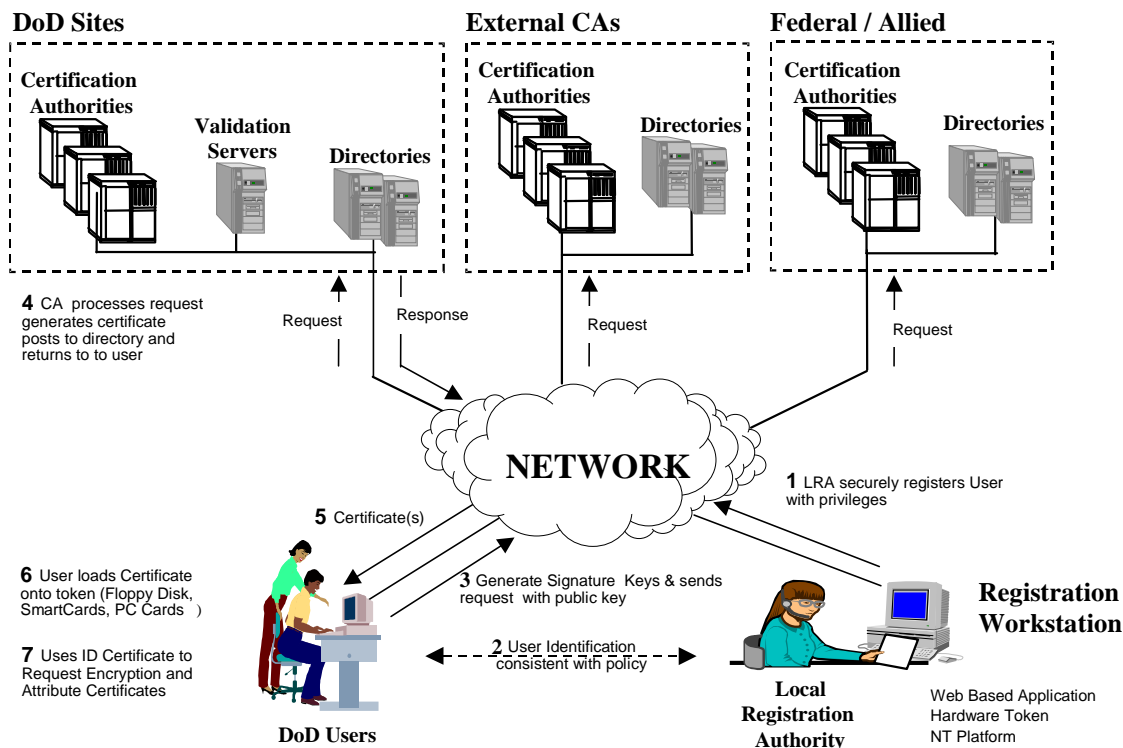 DoD Sites
External CAs
Federal / Allied
Certification
Authorities
Validation
Servers
Directories
Certification
Authorities
Directories
Certification
Authorities
Directories
4 CA processes request
generates certificate
posts to directory and
returns to to user
Request
Response
Request
Request
NETWORK
1 LRA securely registers User
with privileges
5 Certificate(s)
6 User loads Certificate
onto token (Floppy Disk,
SmartCards, PC Cards )
3 Generate Signature Keys & sends
request with public key
Registration
Workstation
7 Uses ID Certificate to
Request Encryption and
Attribute Certificates
2 User Identification
consistent with policy
DoD Users
Local
Registration
Authority
Web Based Application
Hardware Token
NT Platform